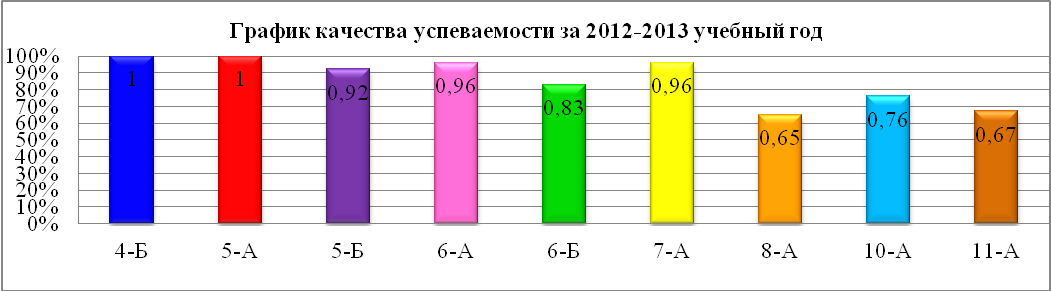 График качества успеваемости за 2012-2013 учебный год
100%
90%
80%
70%
60%
50%
40%
30%
20%
10%
0%
1
1
0,92
0,96
0,83
0,96
0,65
0,76
0,67
4-Б
5-А
5-Б
6-А
6-Б
7-А
8-А
10-А
11-А